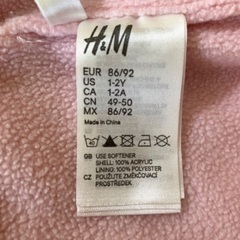 H&M
EUR 86/92
US 1-2Y
CA 1-2A
CN 49-50
MX 86/92
Made in China
GB USE SOFTENER
SHELL: 100% ACRYLIC
LINING: 100% POLYESTER
CZ POUŽIJTE ZMĚKČOVACÍ
PROSTŘEDEK.